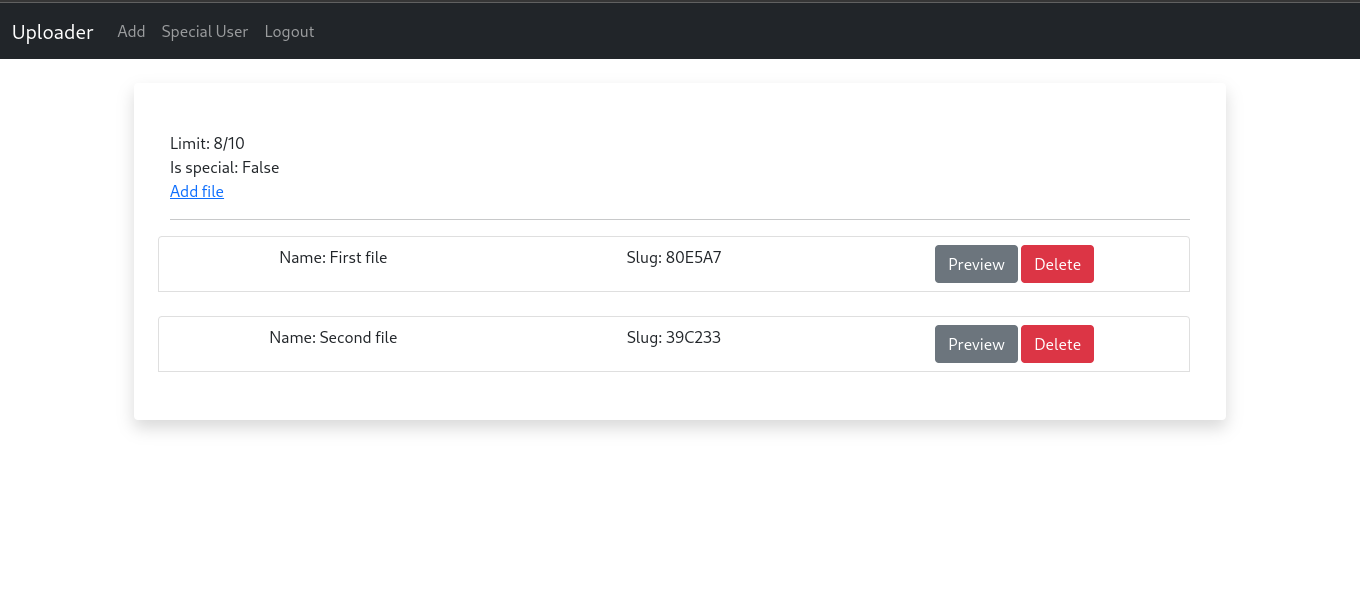 Uploader Add Special User Logout
Limit: 8/10
Is special: False
Add file
Name: First file Slug: 80E5A7 Preview Delete
Name: Second file Slug: 39C233 Preview Delete